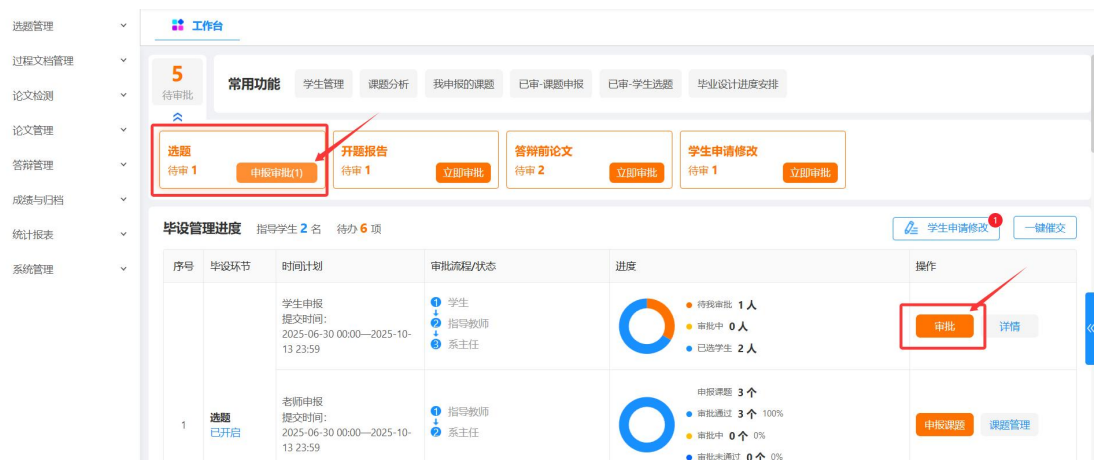 选题管理
过程文档管理
论文检测
论文管理
答辩管理
成绩与归档
统计报表
系统管理
工作台
5
待审批
常用功能 学生管理 课题分析 我申报的课题 已审-课题申报 已审-学生选题 毕业设计进度安排
选题
待审 1 申报审批(1)
开题报告
待审 1 立即审批
答辩前论文
待审 2 立即审批
学生申请修改
待审 1 立即审批
毕设管理进度 指导学生 2 名 待办 6 项 学生申请修改 1 一键催交
序号 毕设环节 时间计划 审批流程/状态 进度 操作
1 选题
已开启
学生申报
提交时间：
2025-06-30 00:00—2025-10-
13 23:59
1 学生
2 指导教师
3 系主任
待我审批 1 人
审批中 0 人
已选学生 2 人
审批 详情
老师申报
提交时间：
2025-06-30 00:00—2025-10-
13 23:59
1 指导教师
2 系主任
申报课题 3 个
审批通过 3 个 100%
审批中 0 个 0%
审批未通过 0 个 0%
申报课题 课题管理